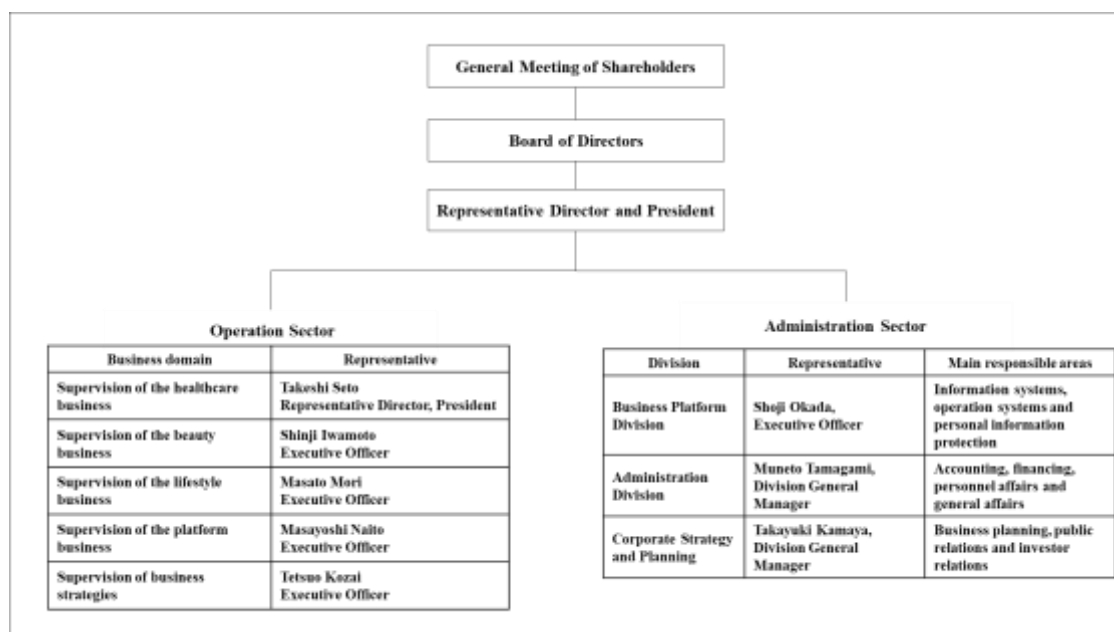 General Meeting of Shareholders
Board of Directors
Representative Director and President
Operation Sector
Business domain
Representative
Supervision of the healthcare
business
Takeshi Seto
Representative Director, President
Supervision of the beauty
business
Shinji Iwamoto
Executive Officer
Supervision of the lifestyle
business
Masato Mori
Executive Officer
Supervision of the platform
business
Masayoshi Naito
Executive Officer
Supervision of business
strategies
Tetsuo Kozai
Executive Officer
Administration Sector
Division
Representative
Main responsible areas
Business Platform
Division
Shoji Okada,
Executive Officer
Information systems,
operation systems and
personal information
protection
Administration
Division
Muneto Tamagami,
Division General
Manager
Accounting, financing,
personnel affairs and
general affairs
Corporate Strategy
and Planning
Takayuki Kamaya,
Division General
Manager
Business planning, public
relations and investor
relations